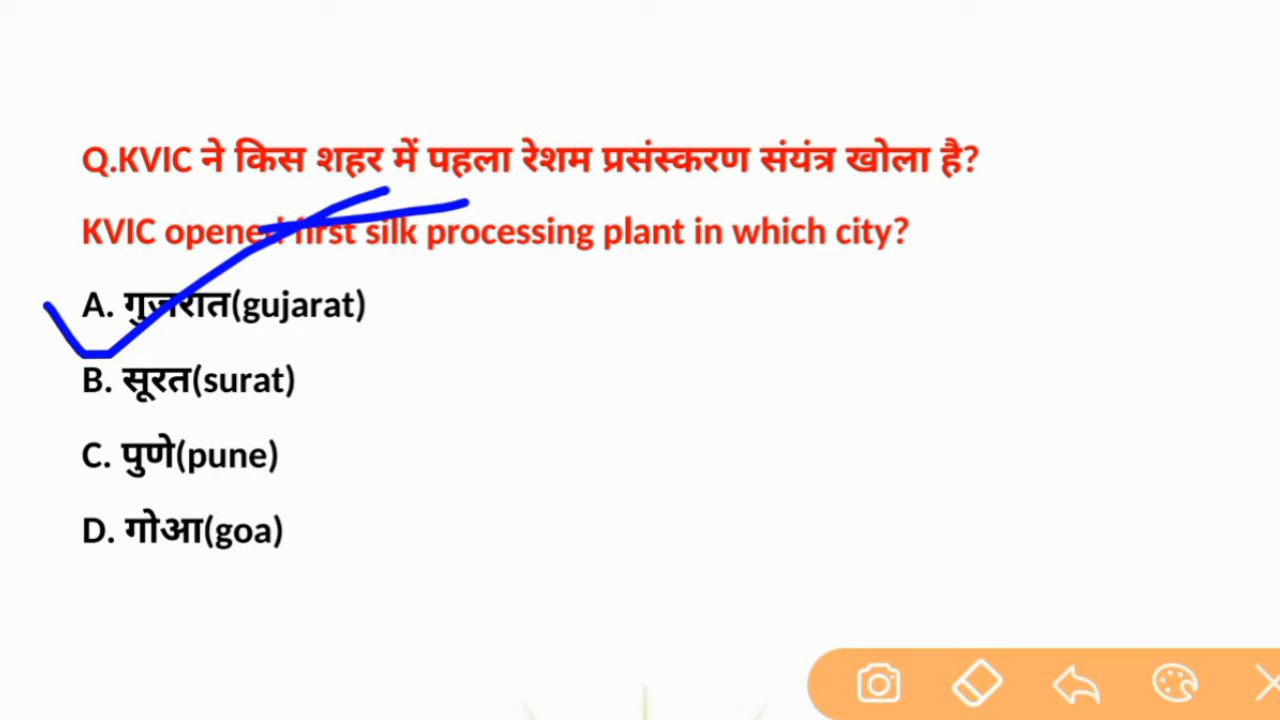 Q.KVIC ने किस शहर में पहला रेशम प्रसंस्करण संयंत्र खोला है?
KVIC opened first silk processing plant in which city?
A. गुजरात(gujarat)
B. सूरत(surat)
C. पुणे(pune)
D. गोआ(goa)